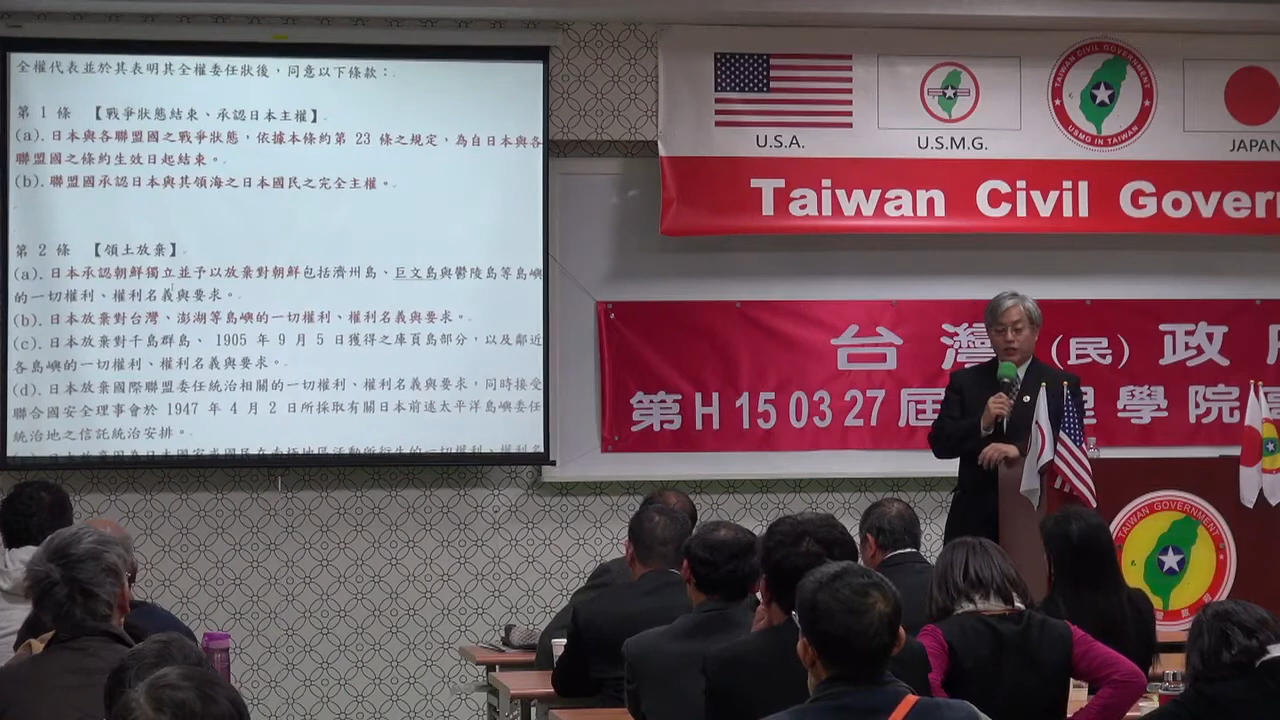 全權代表並於其表明其全權委任狀後，同意以下條款：
第 1 條 【戰爭狀態結束、承認日本主權】
(a). 日本與各聯盟國之戰爭狀態，依據本條約第 23 條之規定，為自日本與各
聯盟國之條約生效日起結束。
(b). 聯盟國承認日本與其領海之日本國民之完全主權。
第 2 條 【領土放棄】
(a). 日本承認朝鮮獨立並予以放棄對朝鮮包括濟州島、巨文島與鬱陵島等島嶼
的一切權利、權利名義與要求。
(b). 日本放棄對台灣、澎湖等島嶼的一切權利、權利名義與要求。
(c). 日本放棄對千島群島、 1905 年 9 月 5 日獲得之庫頁島部分，以及鄰近
各島嶼的一切權利、權利名義與要求。
(d). 日本放棄國際聯盟委任統治相關的一切權利、權利名義與要求，同時接受
聯合國安全理事會於 1947 年 4 月 2 日所採取有關日本前述太平洋島嶼委任
統治地之信託統治安排。
U.S.A.
U.S.M.G.
TAIWAN CIVIL GOVERNMENT
USMG IN TAIWAN
JAPAN
Taiwan Civil Gover
台灣(民)政
第H 15 03 27屆
學院
TAIWAN GOVERNMENT